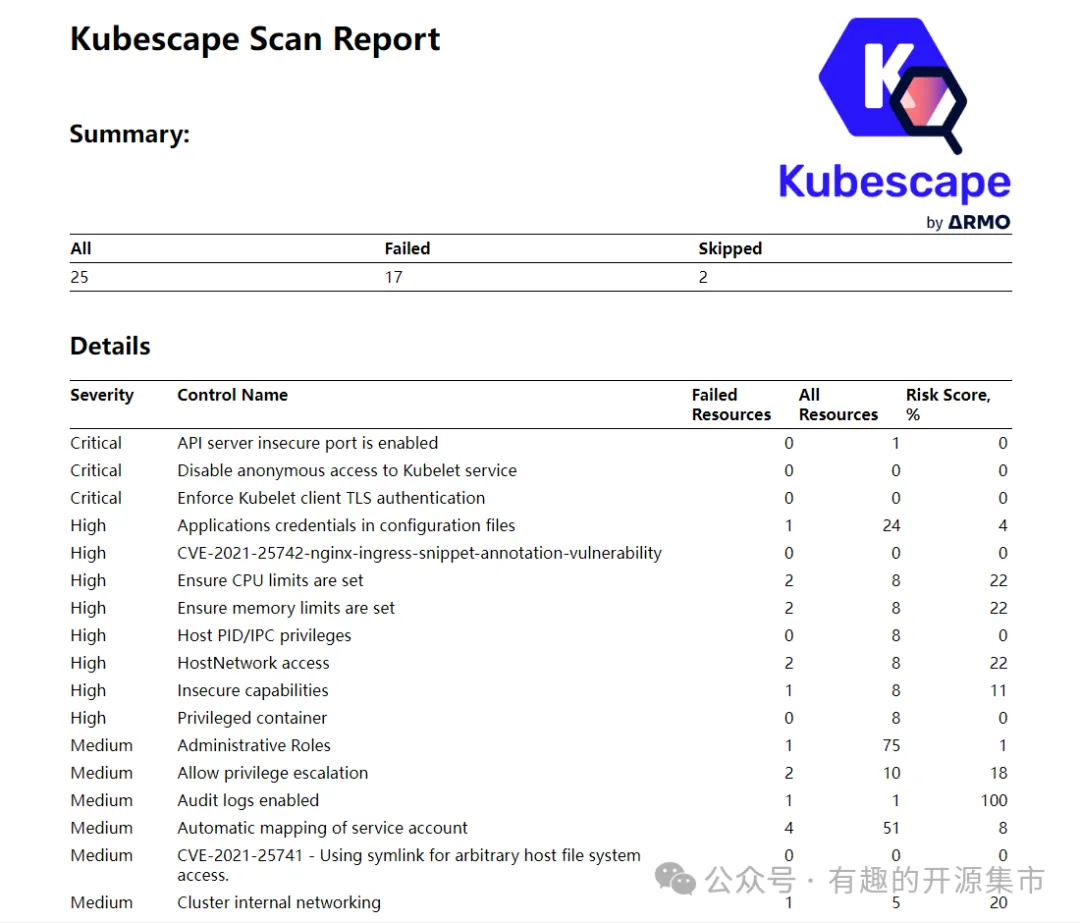 Kubescape Scan Report
Summary:
K
Kubescape
by ARMO
All Failed Skipped
25 17 2
Details
Severity Control Name Failed Resources All Resources Risk Score, %
Critical API server insecure port is enabled 0 1 0
Critical Disable anonymous access to Kubelet service 0 0 0
Critical Enforce Kubelet client TLS authentication 0 0 0
High Applications credentials in configuration files 1 24 4
High CVE-2021-25742-nginx-ingress-snippet-annotation-vulnerability 0 0 0
High Ensure CPU limits are set 2 8 22
High Ensure memory limits are set 2 8 22
High Host PID/IPC privileges 0 8 0
High HostNetwork access 2 8 22
High Insecure capabilities 1 8 11
High Privileged container 0 8 0
Medium Administrative Roles 1 75 1
Medium Allow privilege escalation 2 10 18
Medium Audit logs enabled 1 1 100
Medium Automatic mapping of service account 4 51 8
Medium CVE-2021-25741 - Using symlink for arbitrary host file system 0 0 0
access.
Medium Cluster internal networking 1 5 20
公众号 · 有趣的开源集市